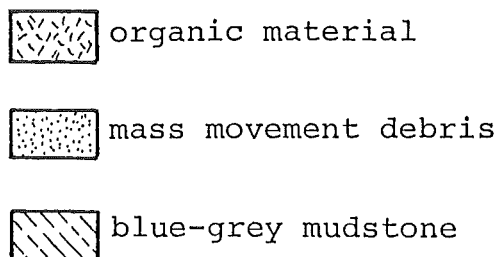 organic material
mass movement debris
blue-grey mudstone